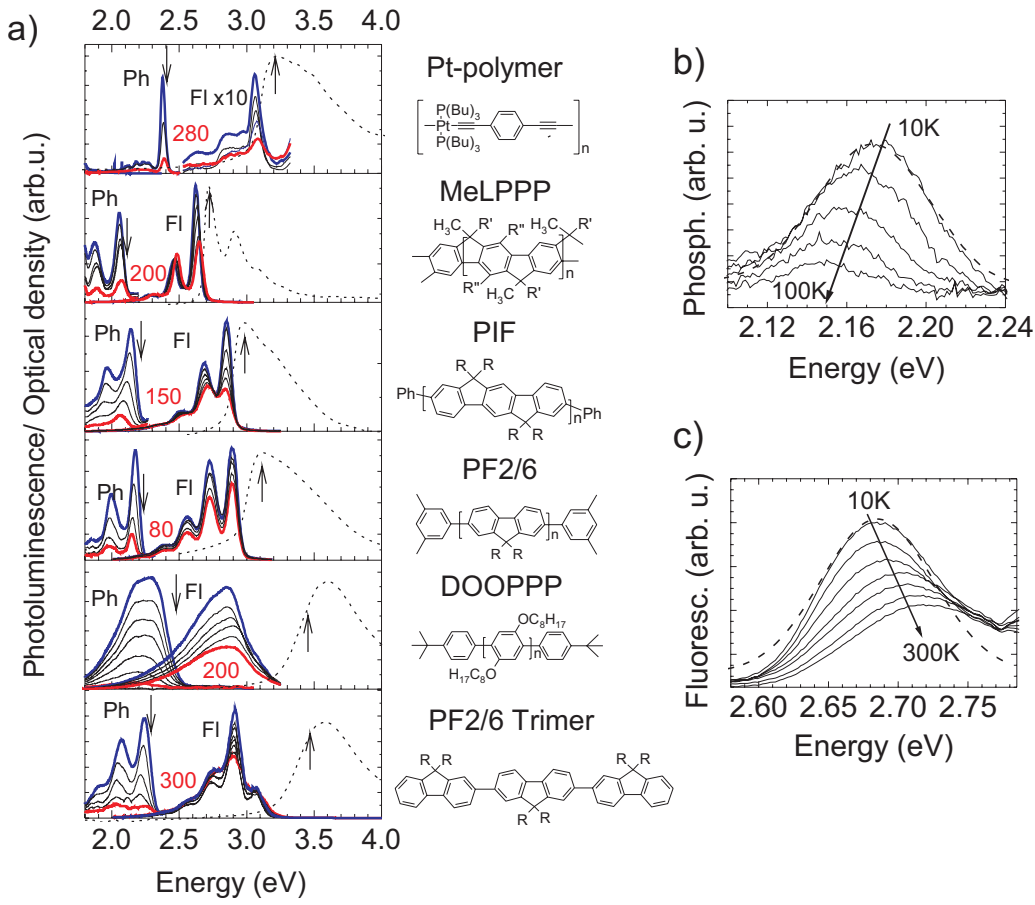 a)
2.0 2.5 3.0 3.5 4.0
Photoluminescence/ Optical density (arb.u.)
Ph
Fl x10
280
Ph
Fl
200
Ph
Fl
150
Ph
Fl
80
Ph
Fl
200
Ph
Fl
300
2.0 2.5 3.0 3.5 4.0
Energy (eV)
Pt-polymer
P(Bu)3
Pt
P(Bu)3
n
MeLPPP
H3C R' H3C R'
R''
n
R'' H3C R'
PIF
R R
Ph n Ph
R R
PF2/6
n
R R
DOOPPP
OC8H17
n
H17C8O
PF2/6 Trimer
R R R R
R R
b)
Phosph. (arb. u.)
10K
100K
2.12 2.16 2.20 2.24
Energy (eV)
c)
Fluoresc. (arb. u.)
10K
300K
2.60 2.65 2.70 2.75
Energy (eV)